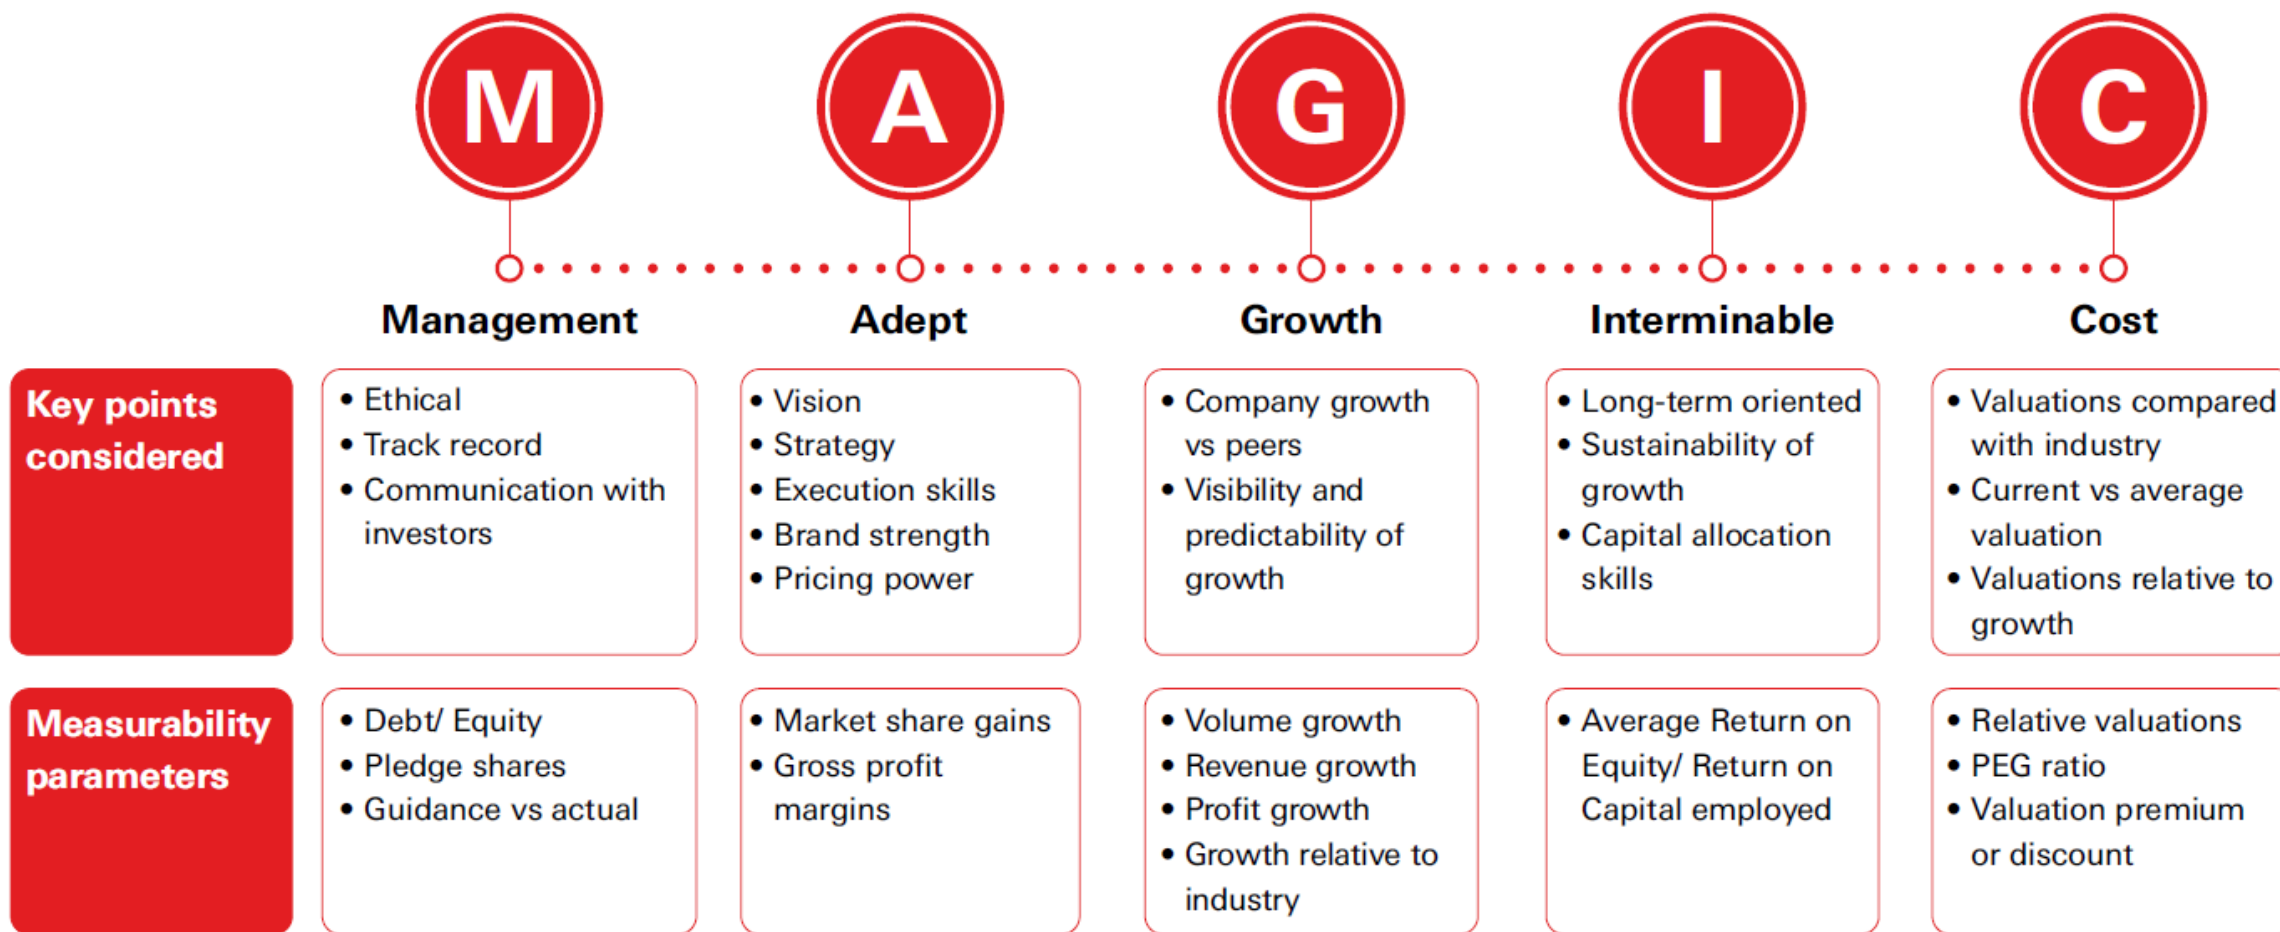 M
A
G
I
C
Management
Adept
Growth
Interminable
Cost
Key points
considered
• Ethical
• Track record
• Communication with
investors
• Vision
• Strategy
• Execution skills
• Brand strength
• Pricing power
• Company growth
vs peers
• Visibility and
predictability of
growth
• Long-term oriented
• Sustainability of
growth
• Capital allocation
skills
• Valuations compared
with industry
• Current vs average
valuation
• Valuations relative to
growth
Measurability
parameters
• Debt/ Equity
• Pledge shares
• Guidance vs actual
• Market share gains
• Gross profit
margins
• Volume growth
• Revenue growth
• Profit growth
• Growth relative to
industry
• Average Return on
Equity/ Return on
Capital employed
• Relative valuations
• PEG ratio
• Valuation premium
or discount